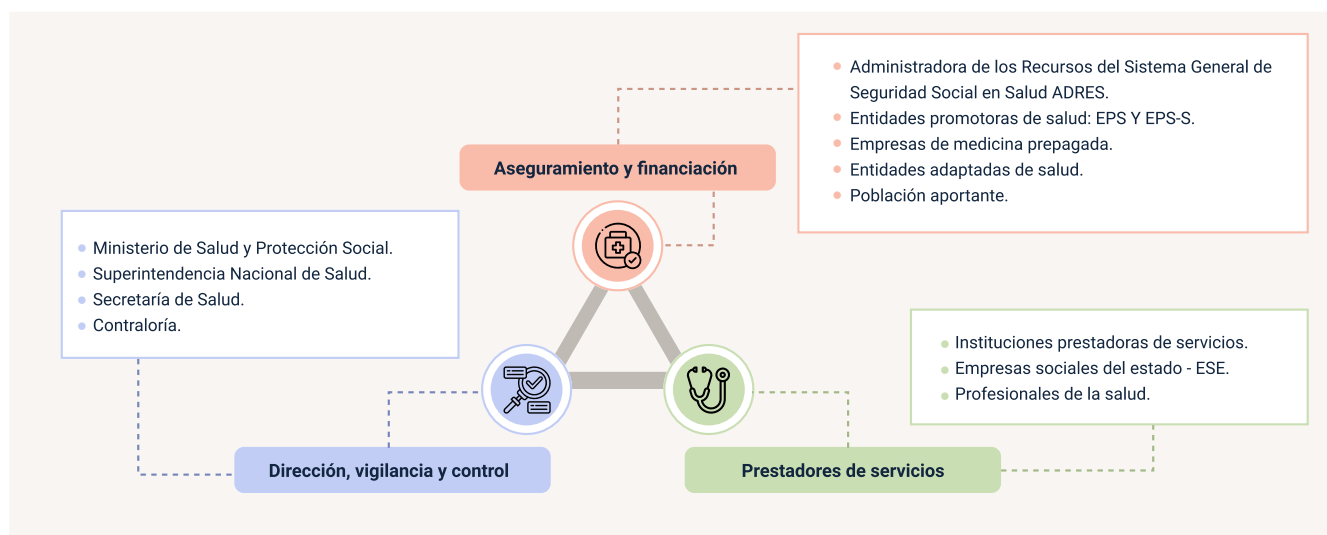 Administradora de los Recursos del Sistema General de
Seguridad Social en Salud ADRES.
Entidades promotoras de salud: EPS Y EPS-S.
Empresas de medicina prepagada.
Entidades adaptadas de salud.
Población aportante.
Aseguramiento y financiación
Ministerio de Salud y Protección Social.
Superintendencia Nacional de Salud.
Secretaría de Salud.
Contraloría.
Instituciones prestadoras de servicios.
Empresas sociales del estado - ESE.
Profesionales de la salud.
Dirección, vigilancia y control
Prestadores de servicios